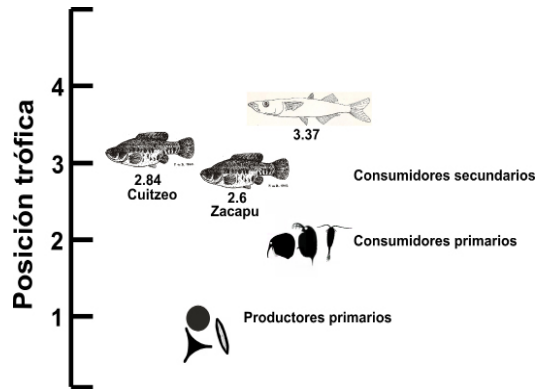 Posición trófica
4
3
2
1
3.37
2.84
Cuitzeo
2.6
Zacapu
Consumidores secundarios
Consumidores primarios
Productores primarios